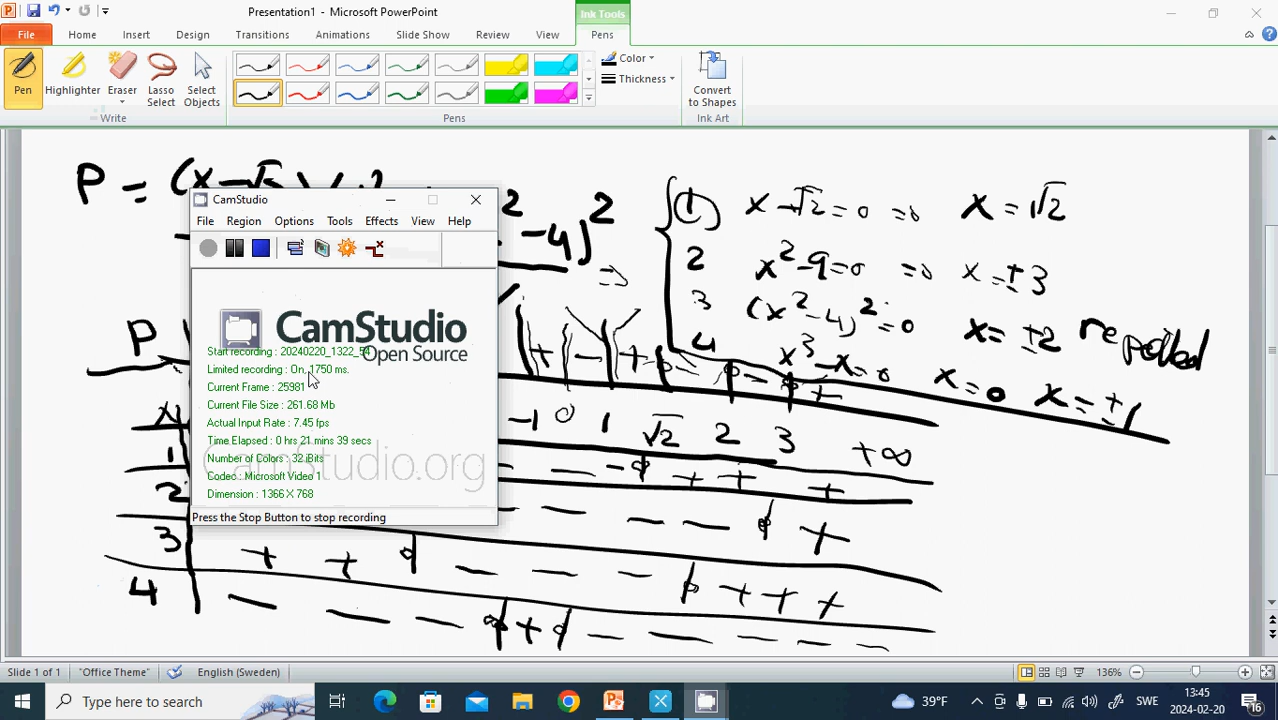 Presentation1 - Microsoft PowerPoint
Ink Tools
File Home Insert Design Transitions Animations Slide Show Review View Pens
Pen Highlighter Eraser Lasso Select Select Objects
Color
Thickness
Convert to Shapes
Write Pens Ink Art
P = (x-√2)
2 -4)^2 =>
1 x-√2=0 => x=√2
2 x^2-9=0 => x=±3
3 (x^2-4)^2=0 x=±2 repeated
4 x^3-x=0 x=0 x=±1
CamStudio
File Region Options Tools Effects View Help
CamStudio
Open Source
Start recording : 20240220_1322_54
Limited recording : On, 1750 ms.
Current Frame : 25981
Current File Size : 261.68 Mb
Actual Input Rate : 7.45 fps
Time Elapsed : 0 hrs 21 mins 39 secs
Number of Colors : 32 Bits
Codec : Microsoft Video 1
Dimension : 1366 X 768
CamStudio.org
Press the Stop Button to stop recording
P + - +
x -1 0 1 √2 2 3 +∞
1 - - + + +
2 - - - - +
3 + + - - - + + +
4 - - - + - - - -
Slide 1 of 1 "Office Theme" English (Sweden) 136%
Type here to search
39°F SWE 13:45
2024-02-20
16